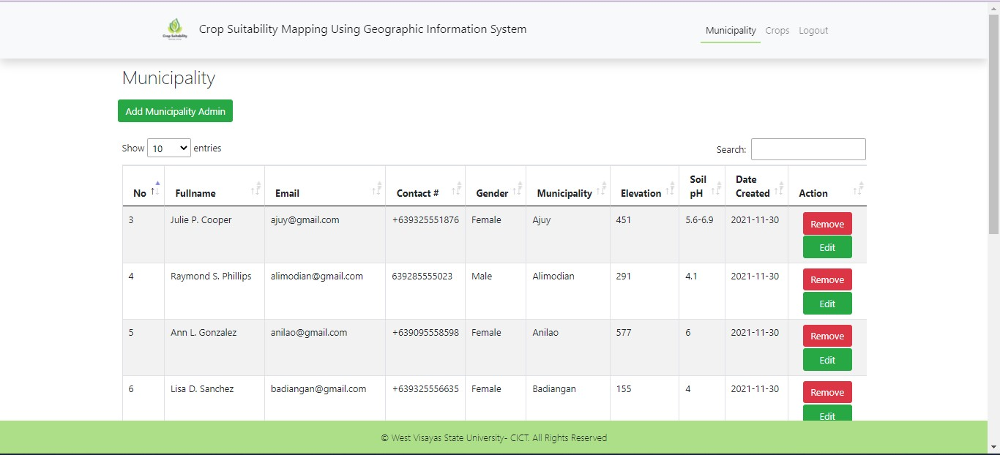 Crop Suitability
Crop Suitability Mapping Using Geographic Information System
Municipality Crops Logout
Municipality
Add Municipality Admin
Show 10 entries
Search:
No Fullname Email Contact # Gender Municipality Elevation Soil pH Date Created Action
3 Julie P. Cooper ajuy@gmail.com +639325551876 Female Ajuy 451 5.6-6.9 2021-11-30 Remove
Edit
4 Raymond S. Phillips alimodian@gmail.com 639285555023 Male Alimodian 291 4.1 2021-11-30 Remove
Edit
5 Ann L. Gonzalez anilao@gmail.com +639095558598 Female Anilao 577 6 2021-11-30 Remove
Edit
6 Lisa D. Sanchez badiangan@gmail.com +639325556635 Female Badiangan 155 4 2021-11-30 Remove
Edit
© West Visayas State University- CICT. All Rights Reserved